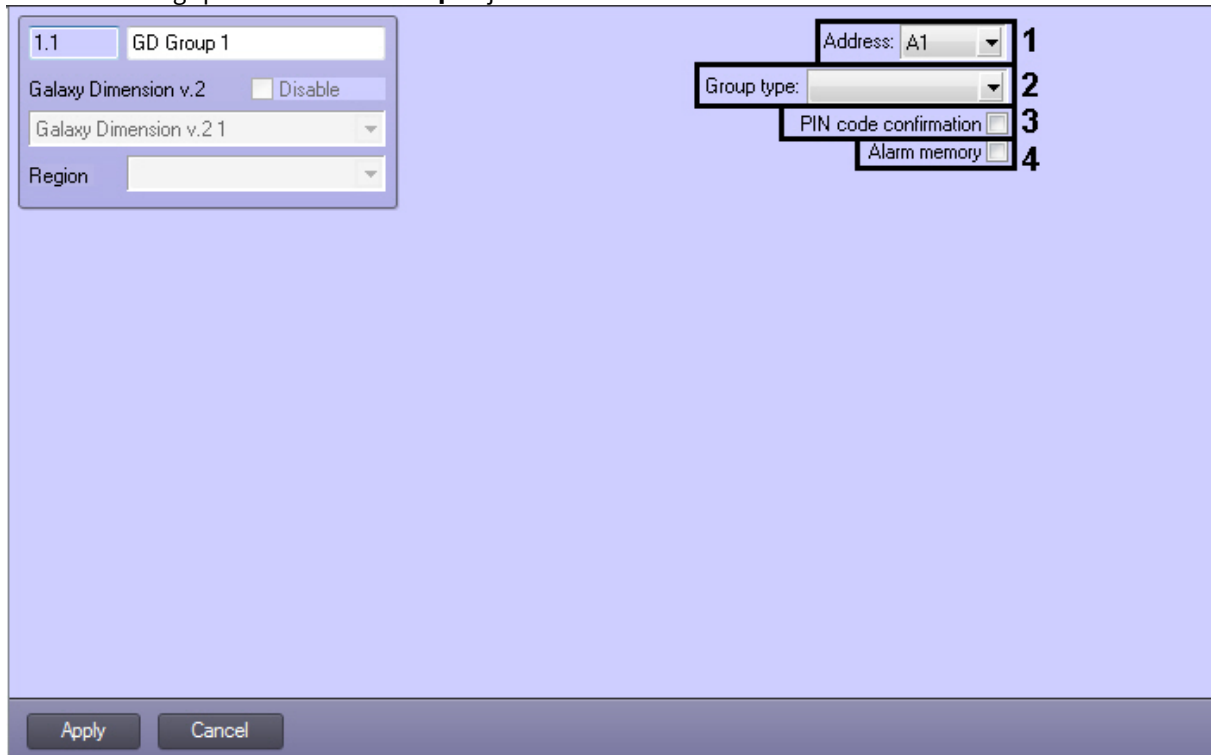 1.1 GD Group 1
Galaxy Dimension v.2 Disable
Galaxy Dimension v.2 1
Region
Address: A1 1
Group type: 2
PIN code confirmation 3
Alarm memory 4
Apply Cancel